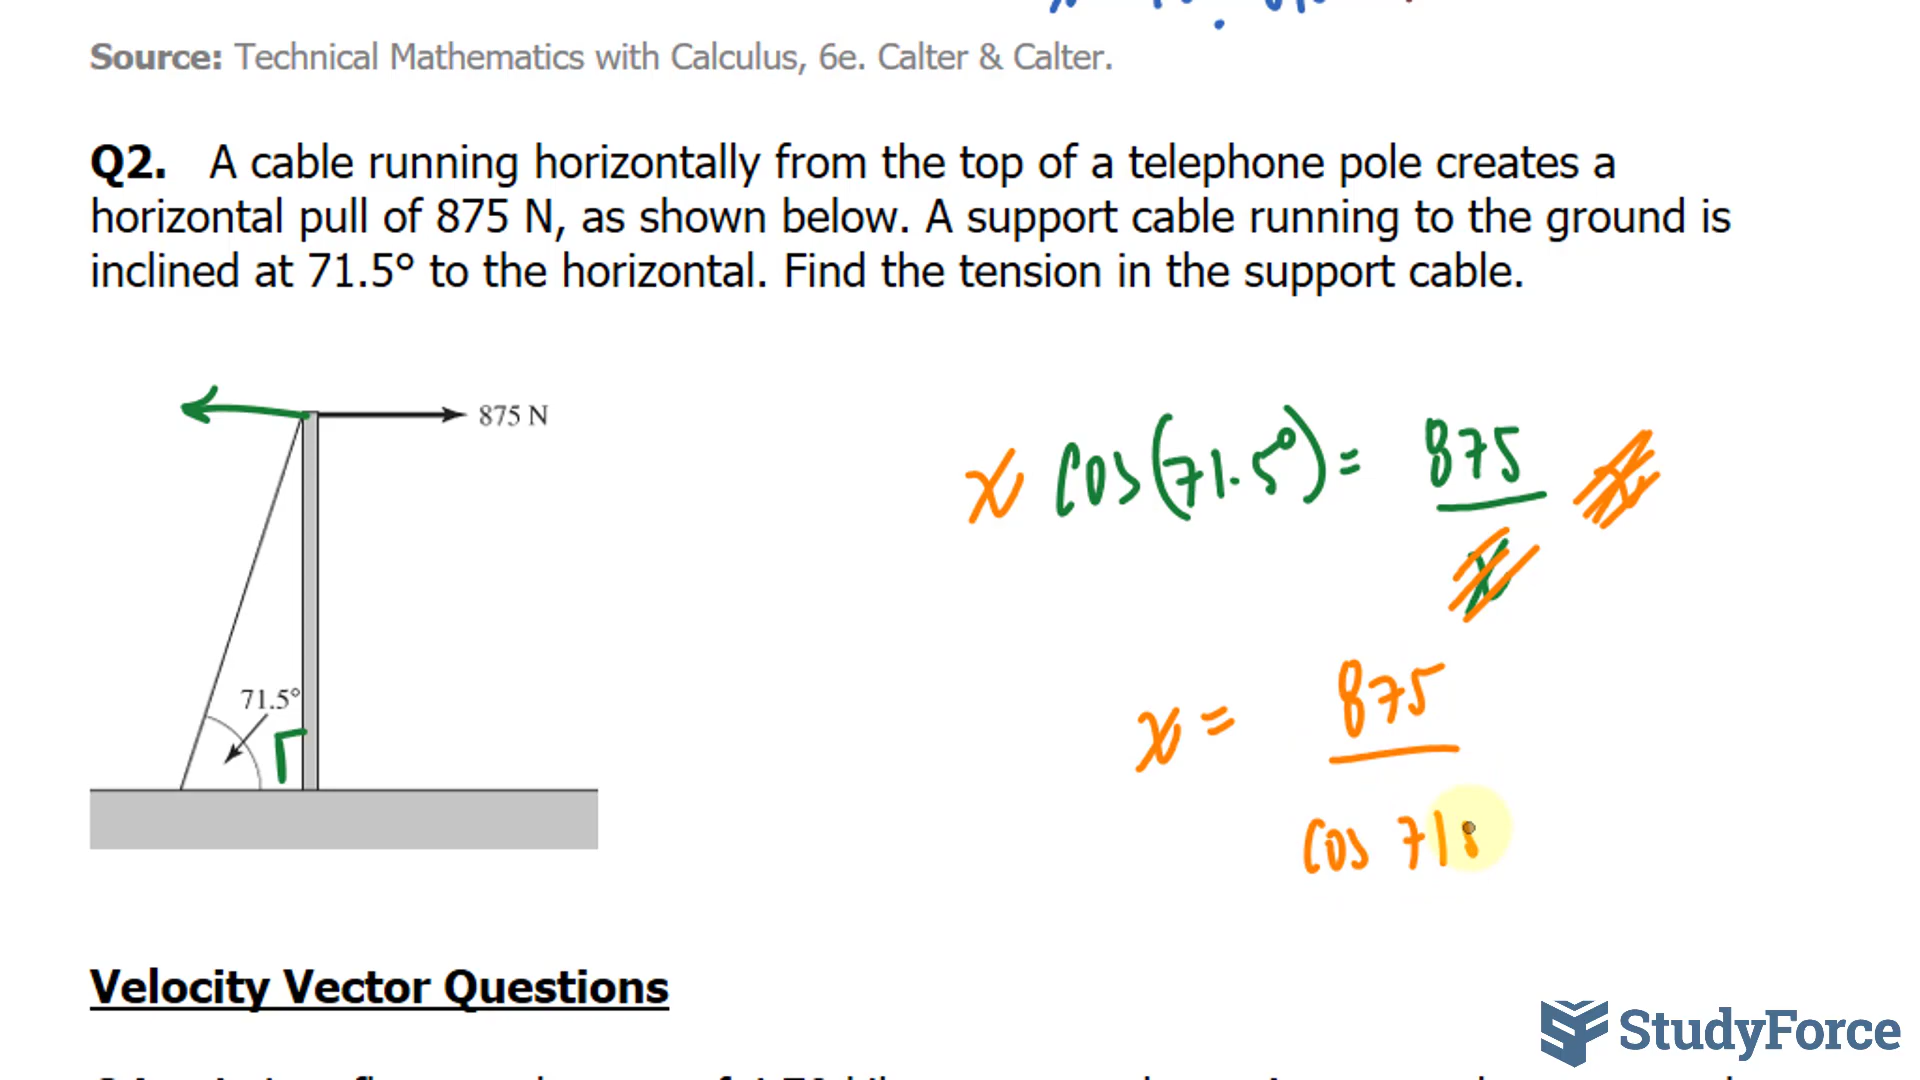 Source: Technical Mathematics with Calculus, 6e. Calter & Calter.
Q2. A cable running horizontally from the top of a telephone pole creates a
horizontal pull of 875 N, as shown below. A support cable running to the ground is
inclined at 71.5° to the horizontal. Find the tension in the support cable.
875 N
x cos(71.5°) = 875
x = 875
cos 71
71.5°
Velocity Vector Questions
StudyForce